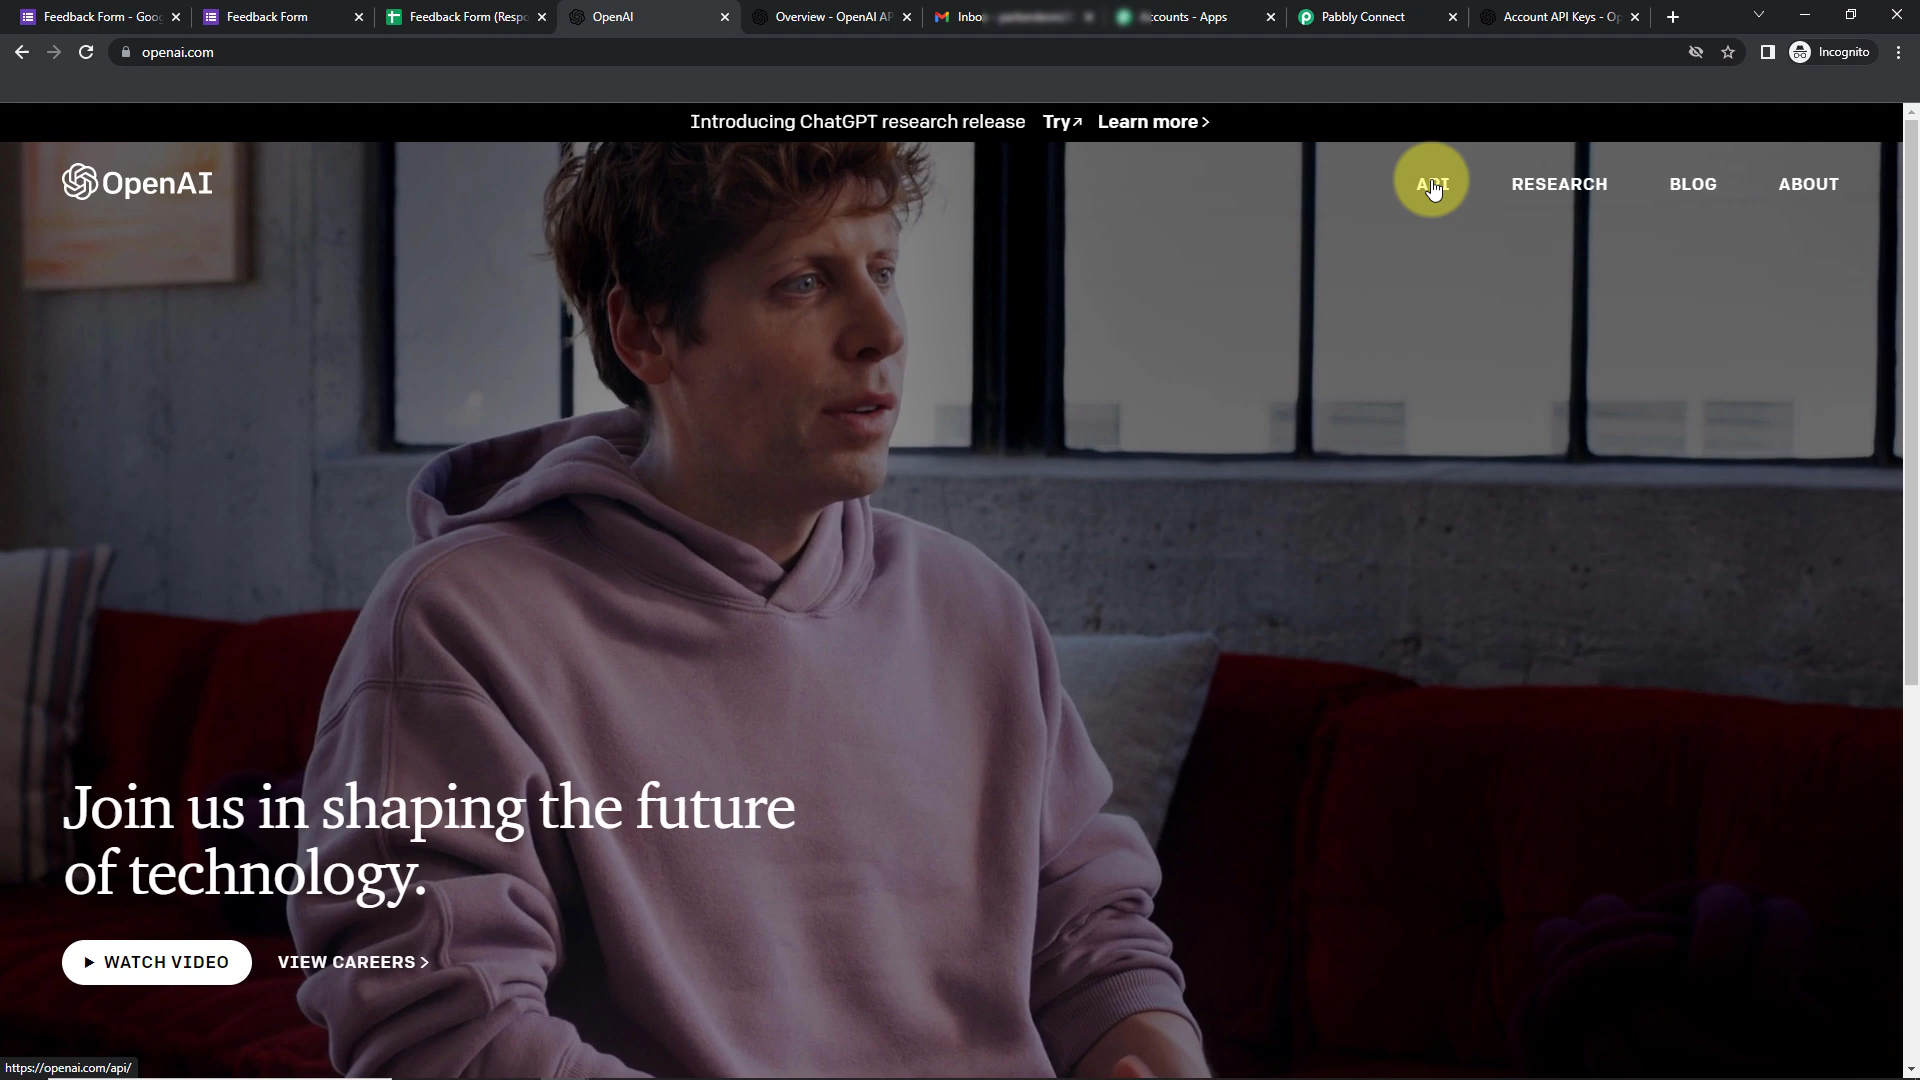 Feedback Form - Goo
Feedback Form
Feedback Form (Respo
OpenAI
Overview - OpenAI AP
Inbo
ccounts - Apps
Pabbly Connect
Account API Keys - Op
openai.com
Incognito
Introducing ChatGPT research release Try↗ Learn more >
OpenAI
API
RESEARCH
BLOG
ABOUT
Join us in shaping the future
of technology.
WATCH VIDEO
VIEW CAREERS >
https://openai.com/api/